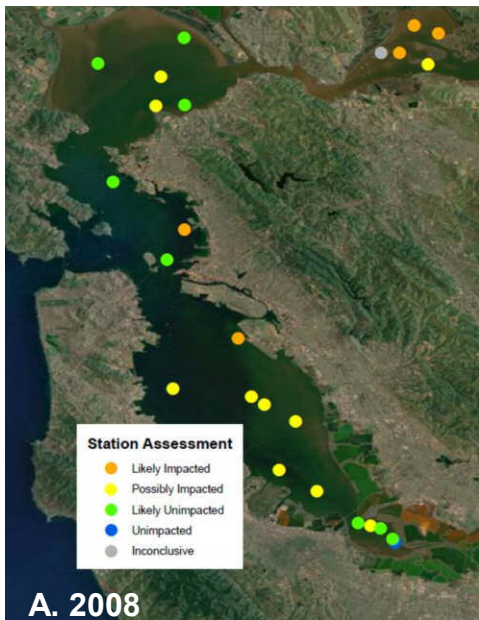 Station Assessment
Likely Impacted
Possibly Impacted
Likely Unimpacted
Unimpacted
Inconclusive
A. 2008